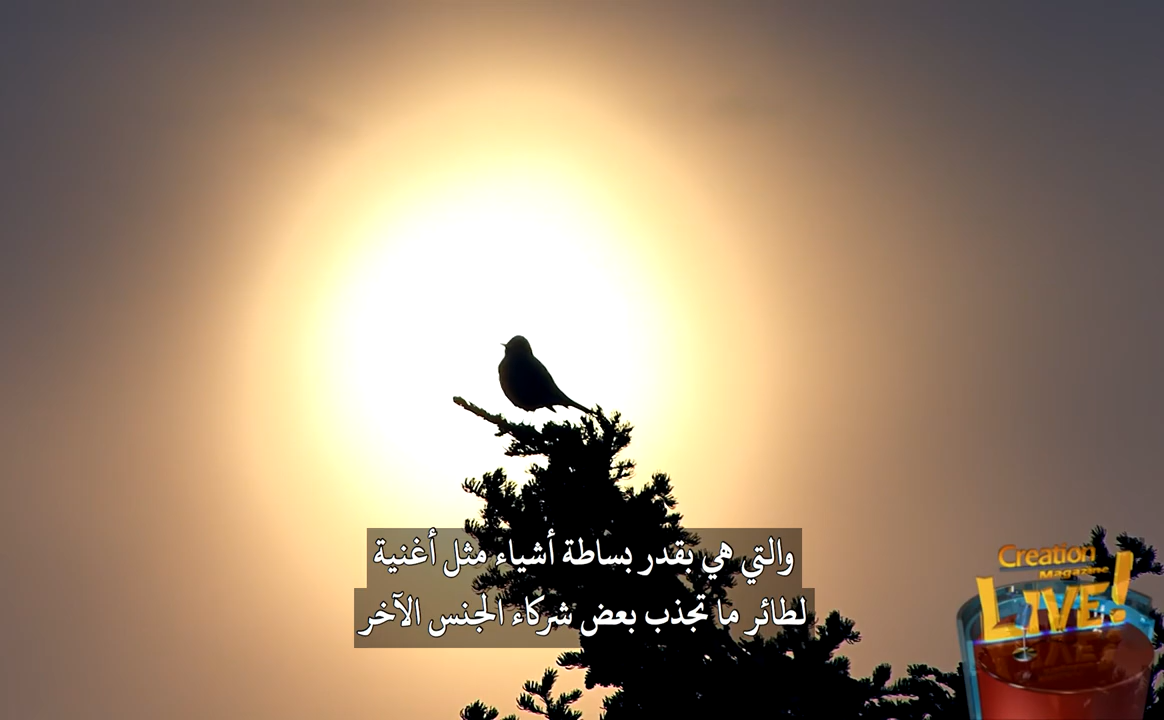 والتي هي بقدر بساطة أشياء مثل أغنية
لطائر ما تجذب بعض شركاء الجنس الآخر
Creation
Magazine
LIVE!